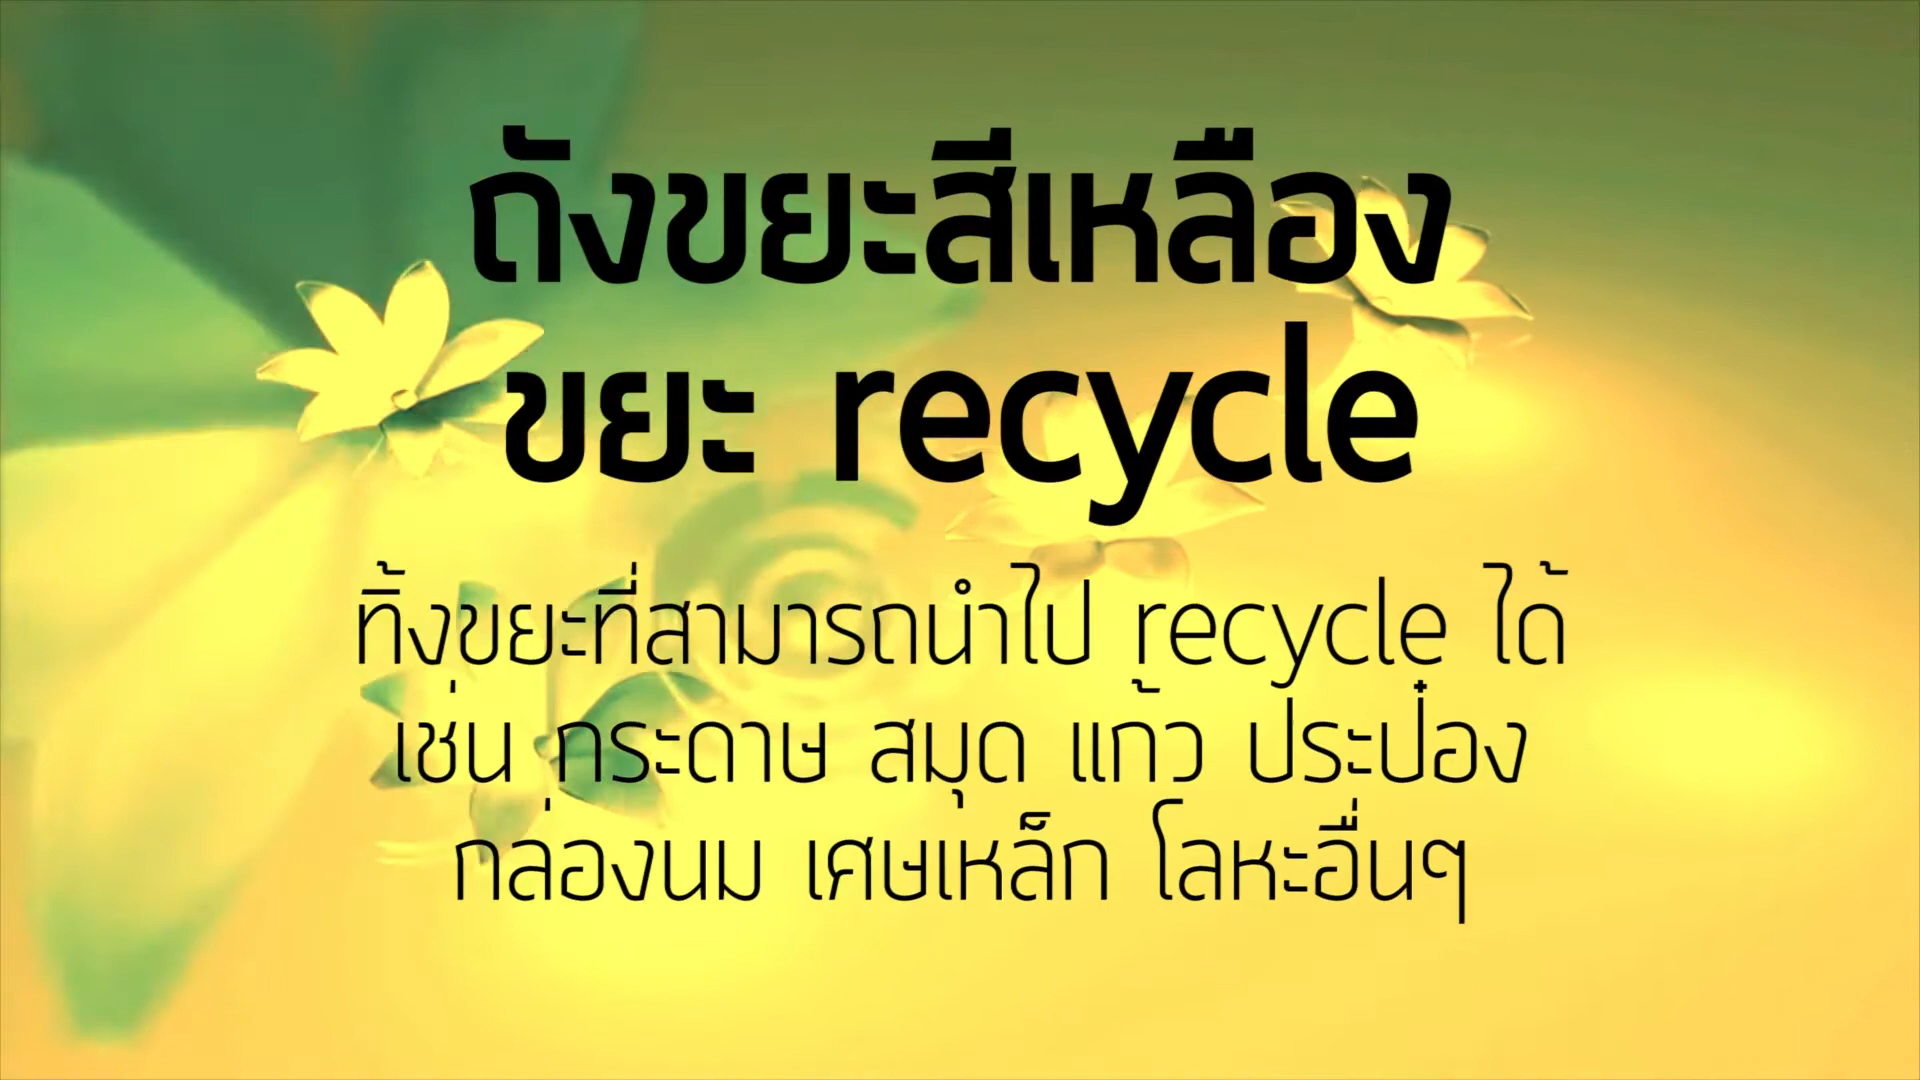 ถังขยะสีเหลือง
ขยะ recycle
ทิ้งขยะที่สามารถนำไป recycle ได้
เช่น กระดาษ สมุด แก้ว ประป๋อง
กล่องนม เศษเหล็ก โลหะอื่นๆ